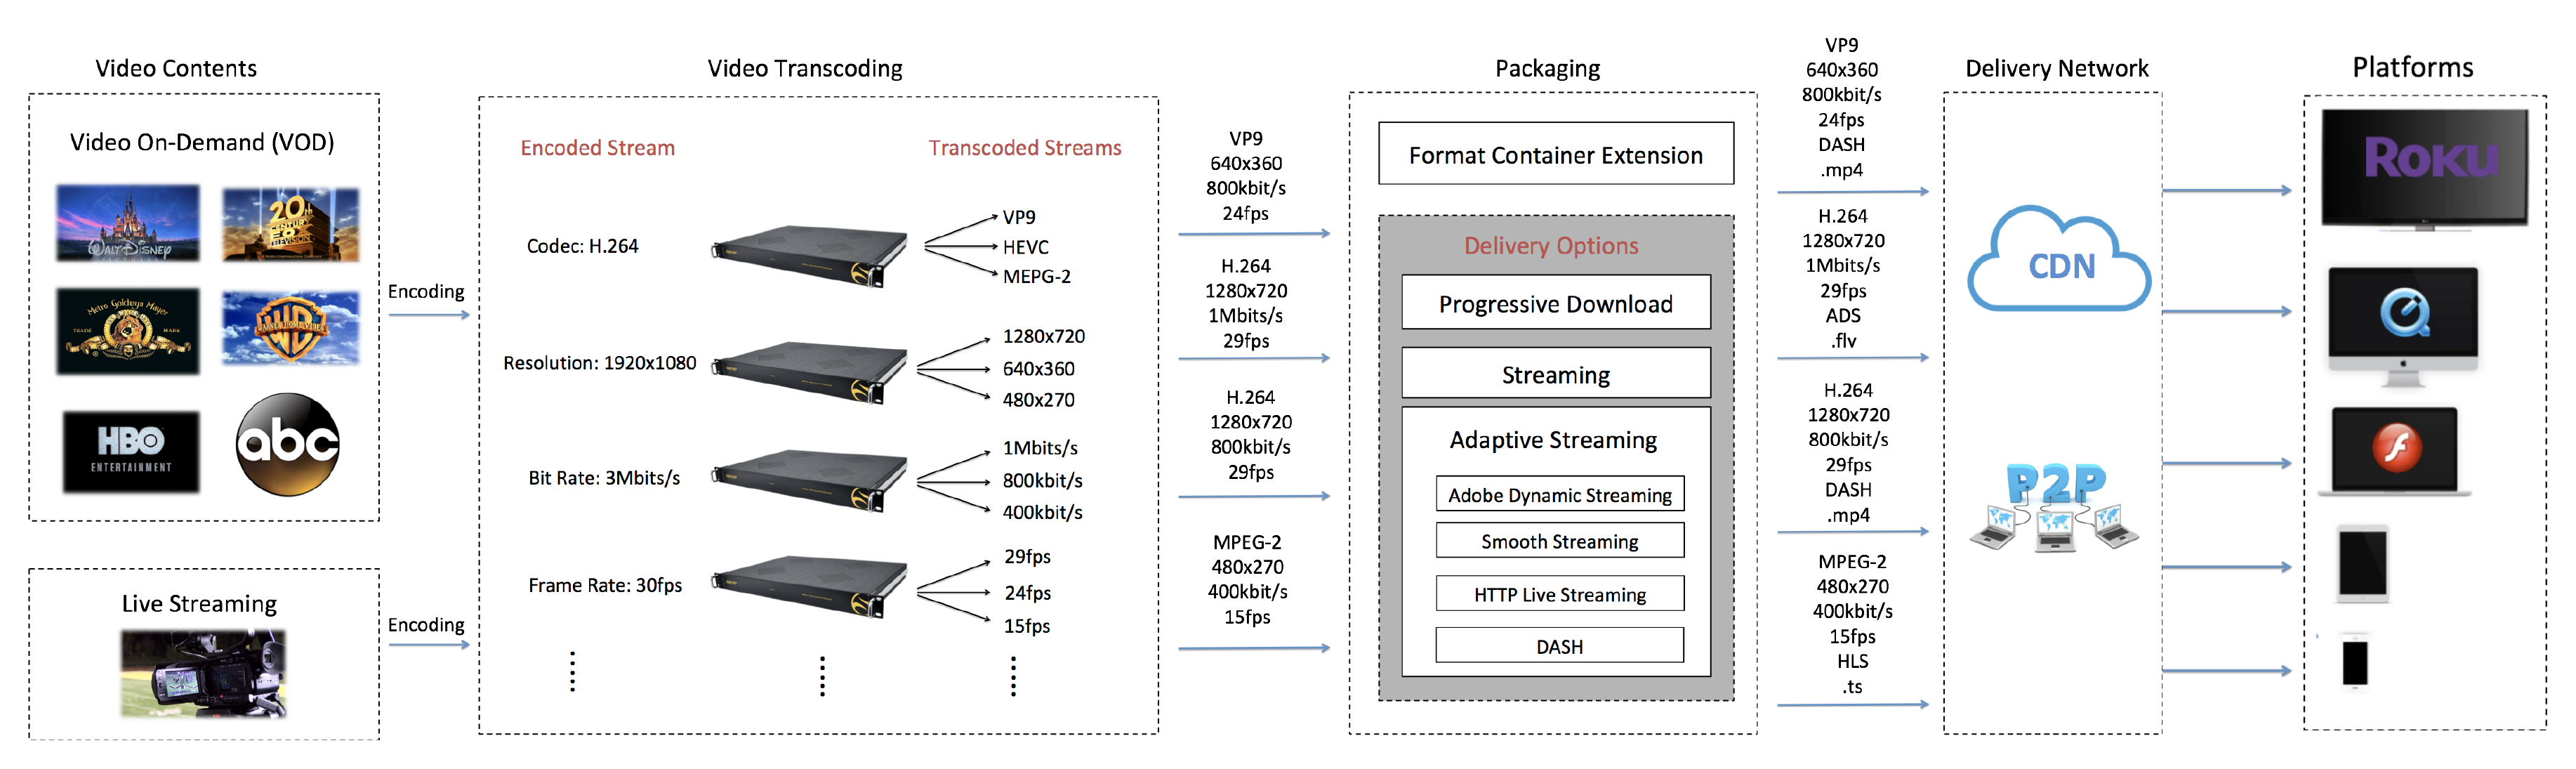 Video Contents
Video On-Demand (VOD)
WALT DISNEY
20th
CENTURY
FOX
TELEVISION
Metro Goldwyn Mayer
TRADE MARK
WB
WARNER HOME VIDEO
HBO
ENTERTAINMENT
abc
Live Streaming
Encoding
Encoding
Video Transcoding
Encoded Stream
Transcoded Streams
Codec: H.264
VP9
HEVC
MEPG-2
Resolution: 1920x1080
1280x720
640x360
480x270
Bit Rate: 3Mbits/s
1Mbits/s
800kbit/s
400kbit/s
Frame Rate: 30fps
29fps
24fps
15fps
VP9
640x360
800kbit/s
24fps
H.264
1280x720
1Mbits/s
29fps
H.264
1280x720
800kbit/s
29fps
MPEG-2
480x270
400kbit/s
15fps
Packaging
Format Container Extension
Delivery Options
Progressive Download
Streaming
Adaptive Streaming
Adobe Dynamic Streaming
Smooth Streaming
HTTP Live Streaming
DASH
VP9
640x360
800kbit/s
24fps
DASH
.mp4
H.264
1280x720
1Mbits/s
29fps
ADS
.flv
H.264
1280x720
800kbit/s
29fps
DASH
.mp4
MPEG-2
480x270
400kbit/s
15fps
HLS
.ts
Delivery Network
CDN
P2P
Platforms
ROKU